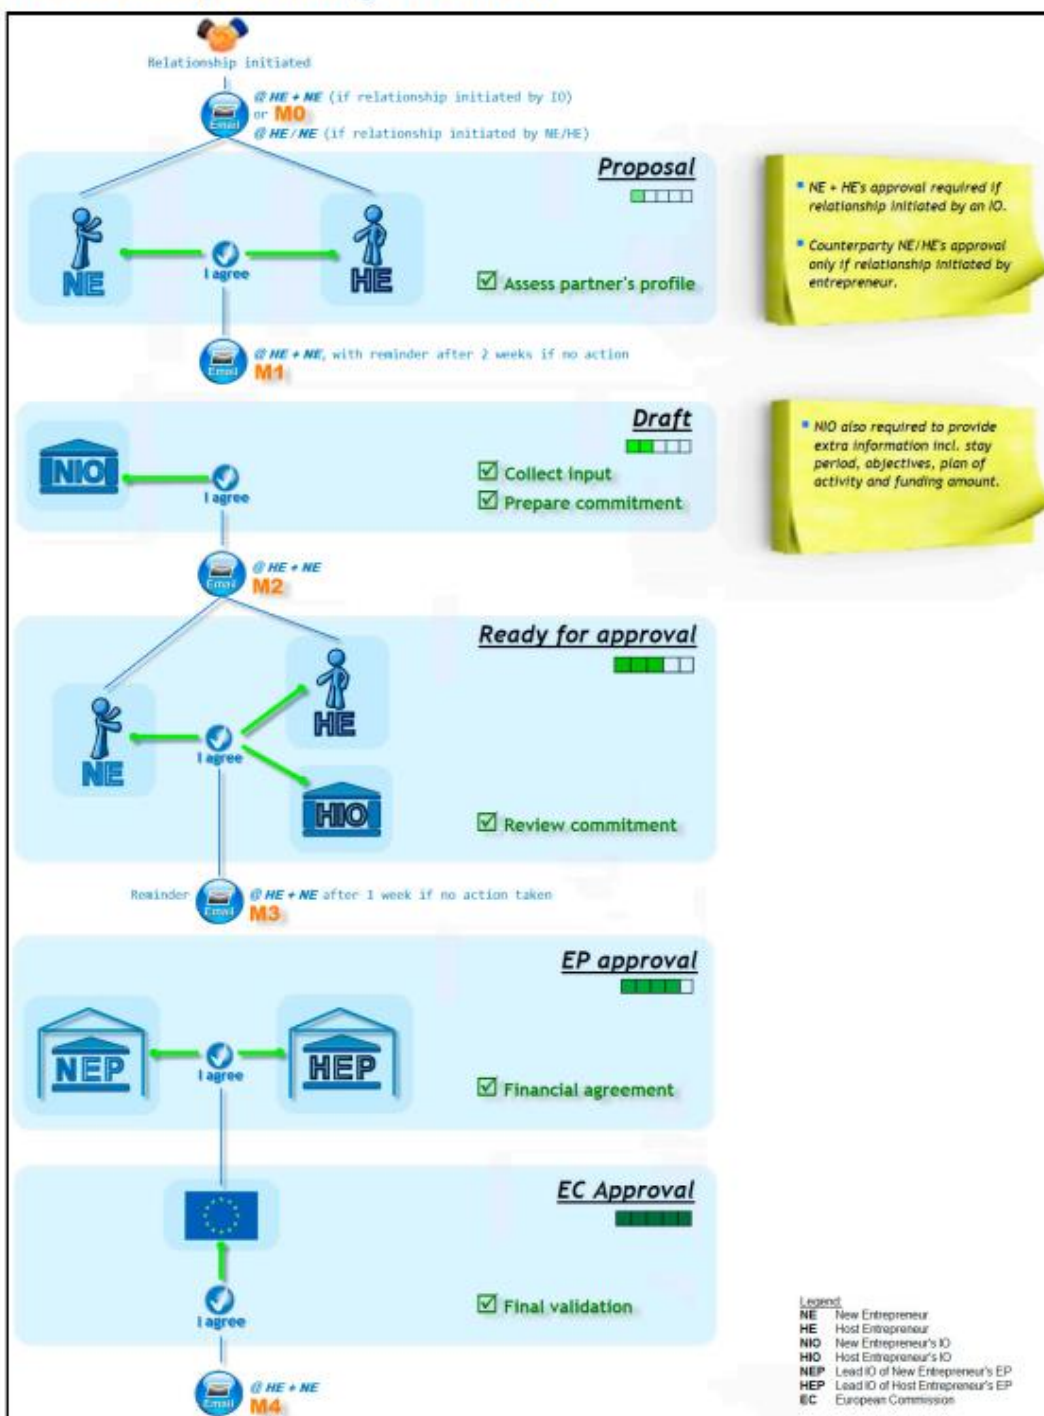 Relationship initiated
@ HE + NE (if relationship initiated by IO)
or M0
@ HE/NE (if relationship initiated by NE/HE)
Email
Proposal
NE
I agree
HE
Assess partner's profile
NE + HE's approval required if
relationship initiated by an IO.
Counterparty NE/HE's approval
only if relationship initiated by
entrepreneur.
@ HE + NE, with reminder after 2 weeks if no action
Email
M1
Draft
NIO
I agree
Collect input
Prepare commitment
NIO also required to provide
extra information incl. stay
period, objectives, plan of
activity and funding amount.
@ HE + NE
Email
M2
Ready for approval
HE
NE
I agree
HIO
Review commitment
Reminder
@ HE + NE after 1 week if no action taken
Email
M3
EP approval
NEP
I agree
HEP
Financial agreement
EC Approval
I agree
Final validation
@ HE + NE
Email
M4
Legend:
NE New Entrepreneur
HE Host Entrepreneur
NIO New Entrepreneur's IO
HIO Host Entrepreneur's IO
NEP Lead IO of New Entrepreneur's EP
HEP Lead IO of Host Entrepreneur's EP
EC European Commission